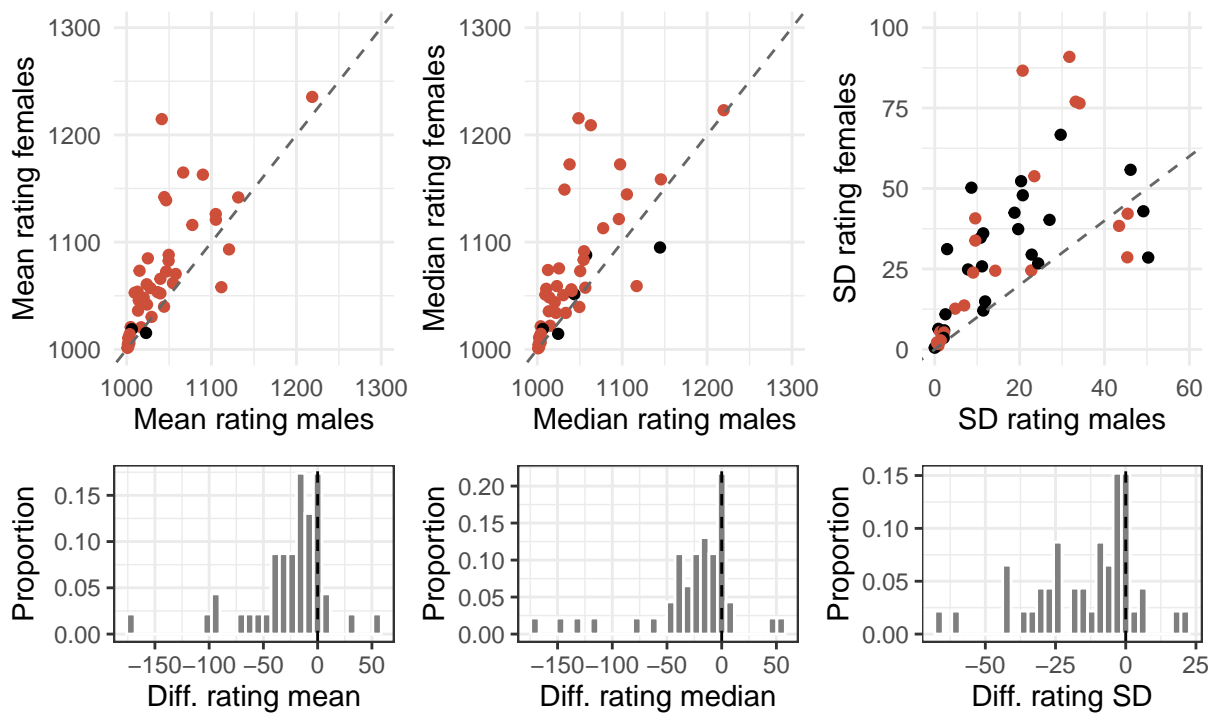 Mean rating females
1300
1200
1100
1000
1000 1100 1200 1300
Mean rating males
Median rating females
1300
1200
1100
1000
1000 1100 1200 1300
Median rating males
SD rating females
100
75
50
25
0
0 20 40 60
SD rating males
Proportion
0.15
0.10
0.05
0.00
−150 −100 −50 0 50
Diff. rating mean
Proportion
0.20
0.15
0.10
0.05
0.00
−150 −100 −50 0 50
Diff. rating median
Proportion
0.15
0.10
0.05
0.00
−50 −25 0 25
Diff. rating SD